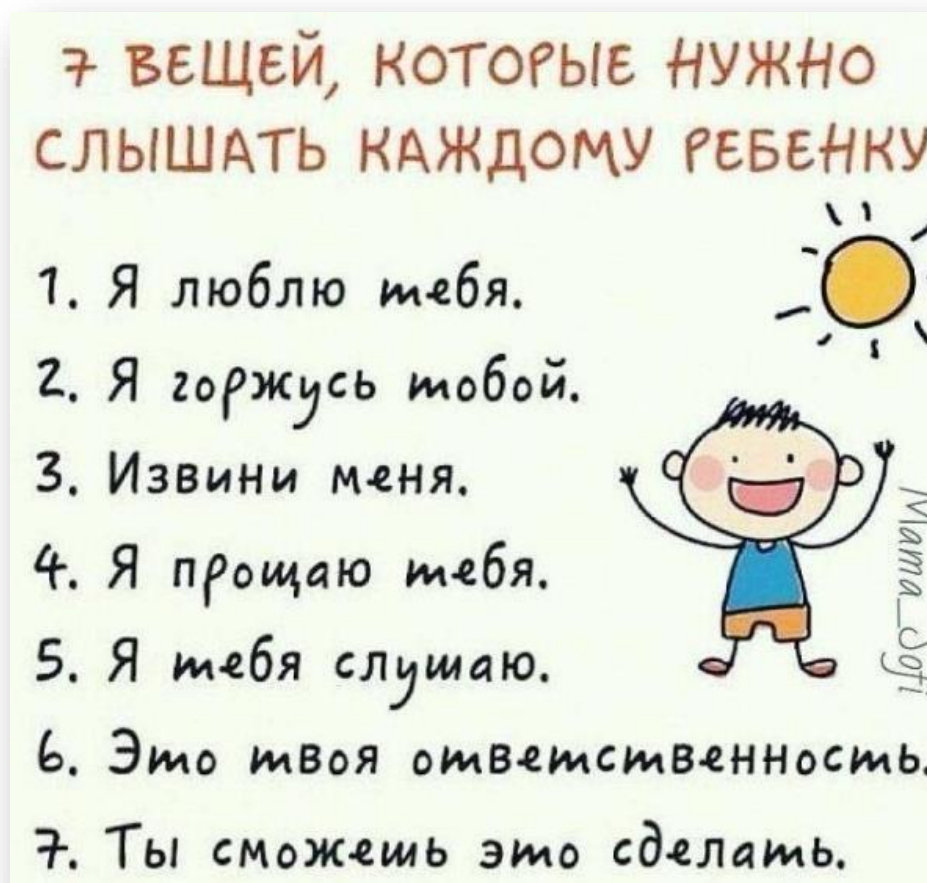 7 ВЕЩЕЙ, КОТОРЫЕ НУЖНО
СЛЫШАТЬ КАЖДОМУ РЕБЕНКУ
1. Я люблю тебя.
2. Я горжусь тобой.
3. Извини меня.
4. Я прощаю тебя.
5. Я тебя слушаю.
6. Это твоя ответственность.
7. Ты сможешь это сделать.
Mama_Sofi